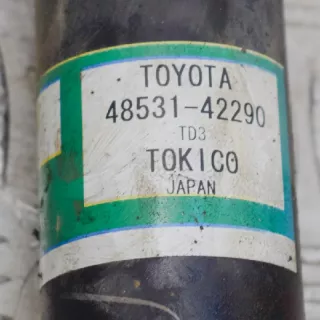 TOYOTA
48531-42290
TD3
TOKICO
JAPAN